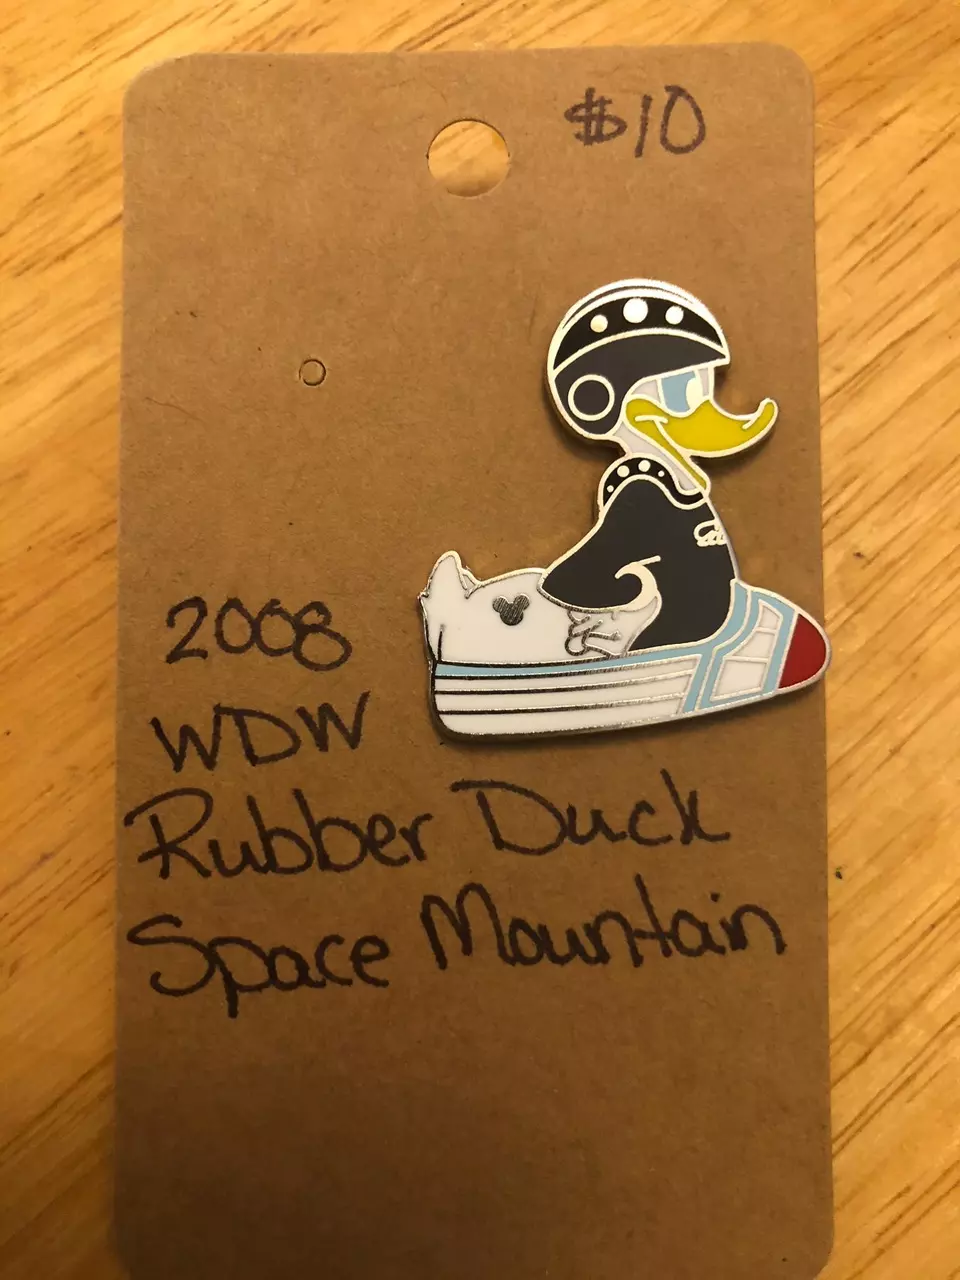 $10
2008
WDW
Rubber Duck
Space Mountain